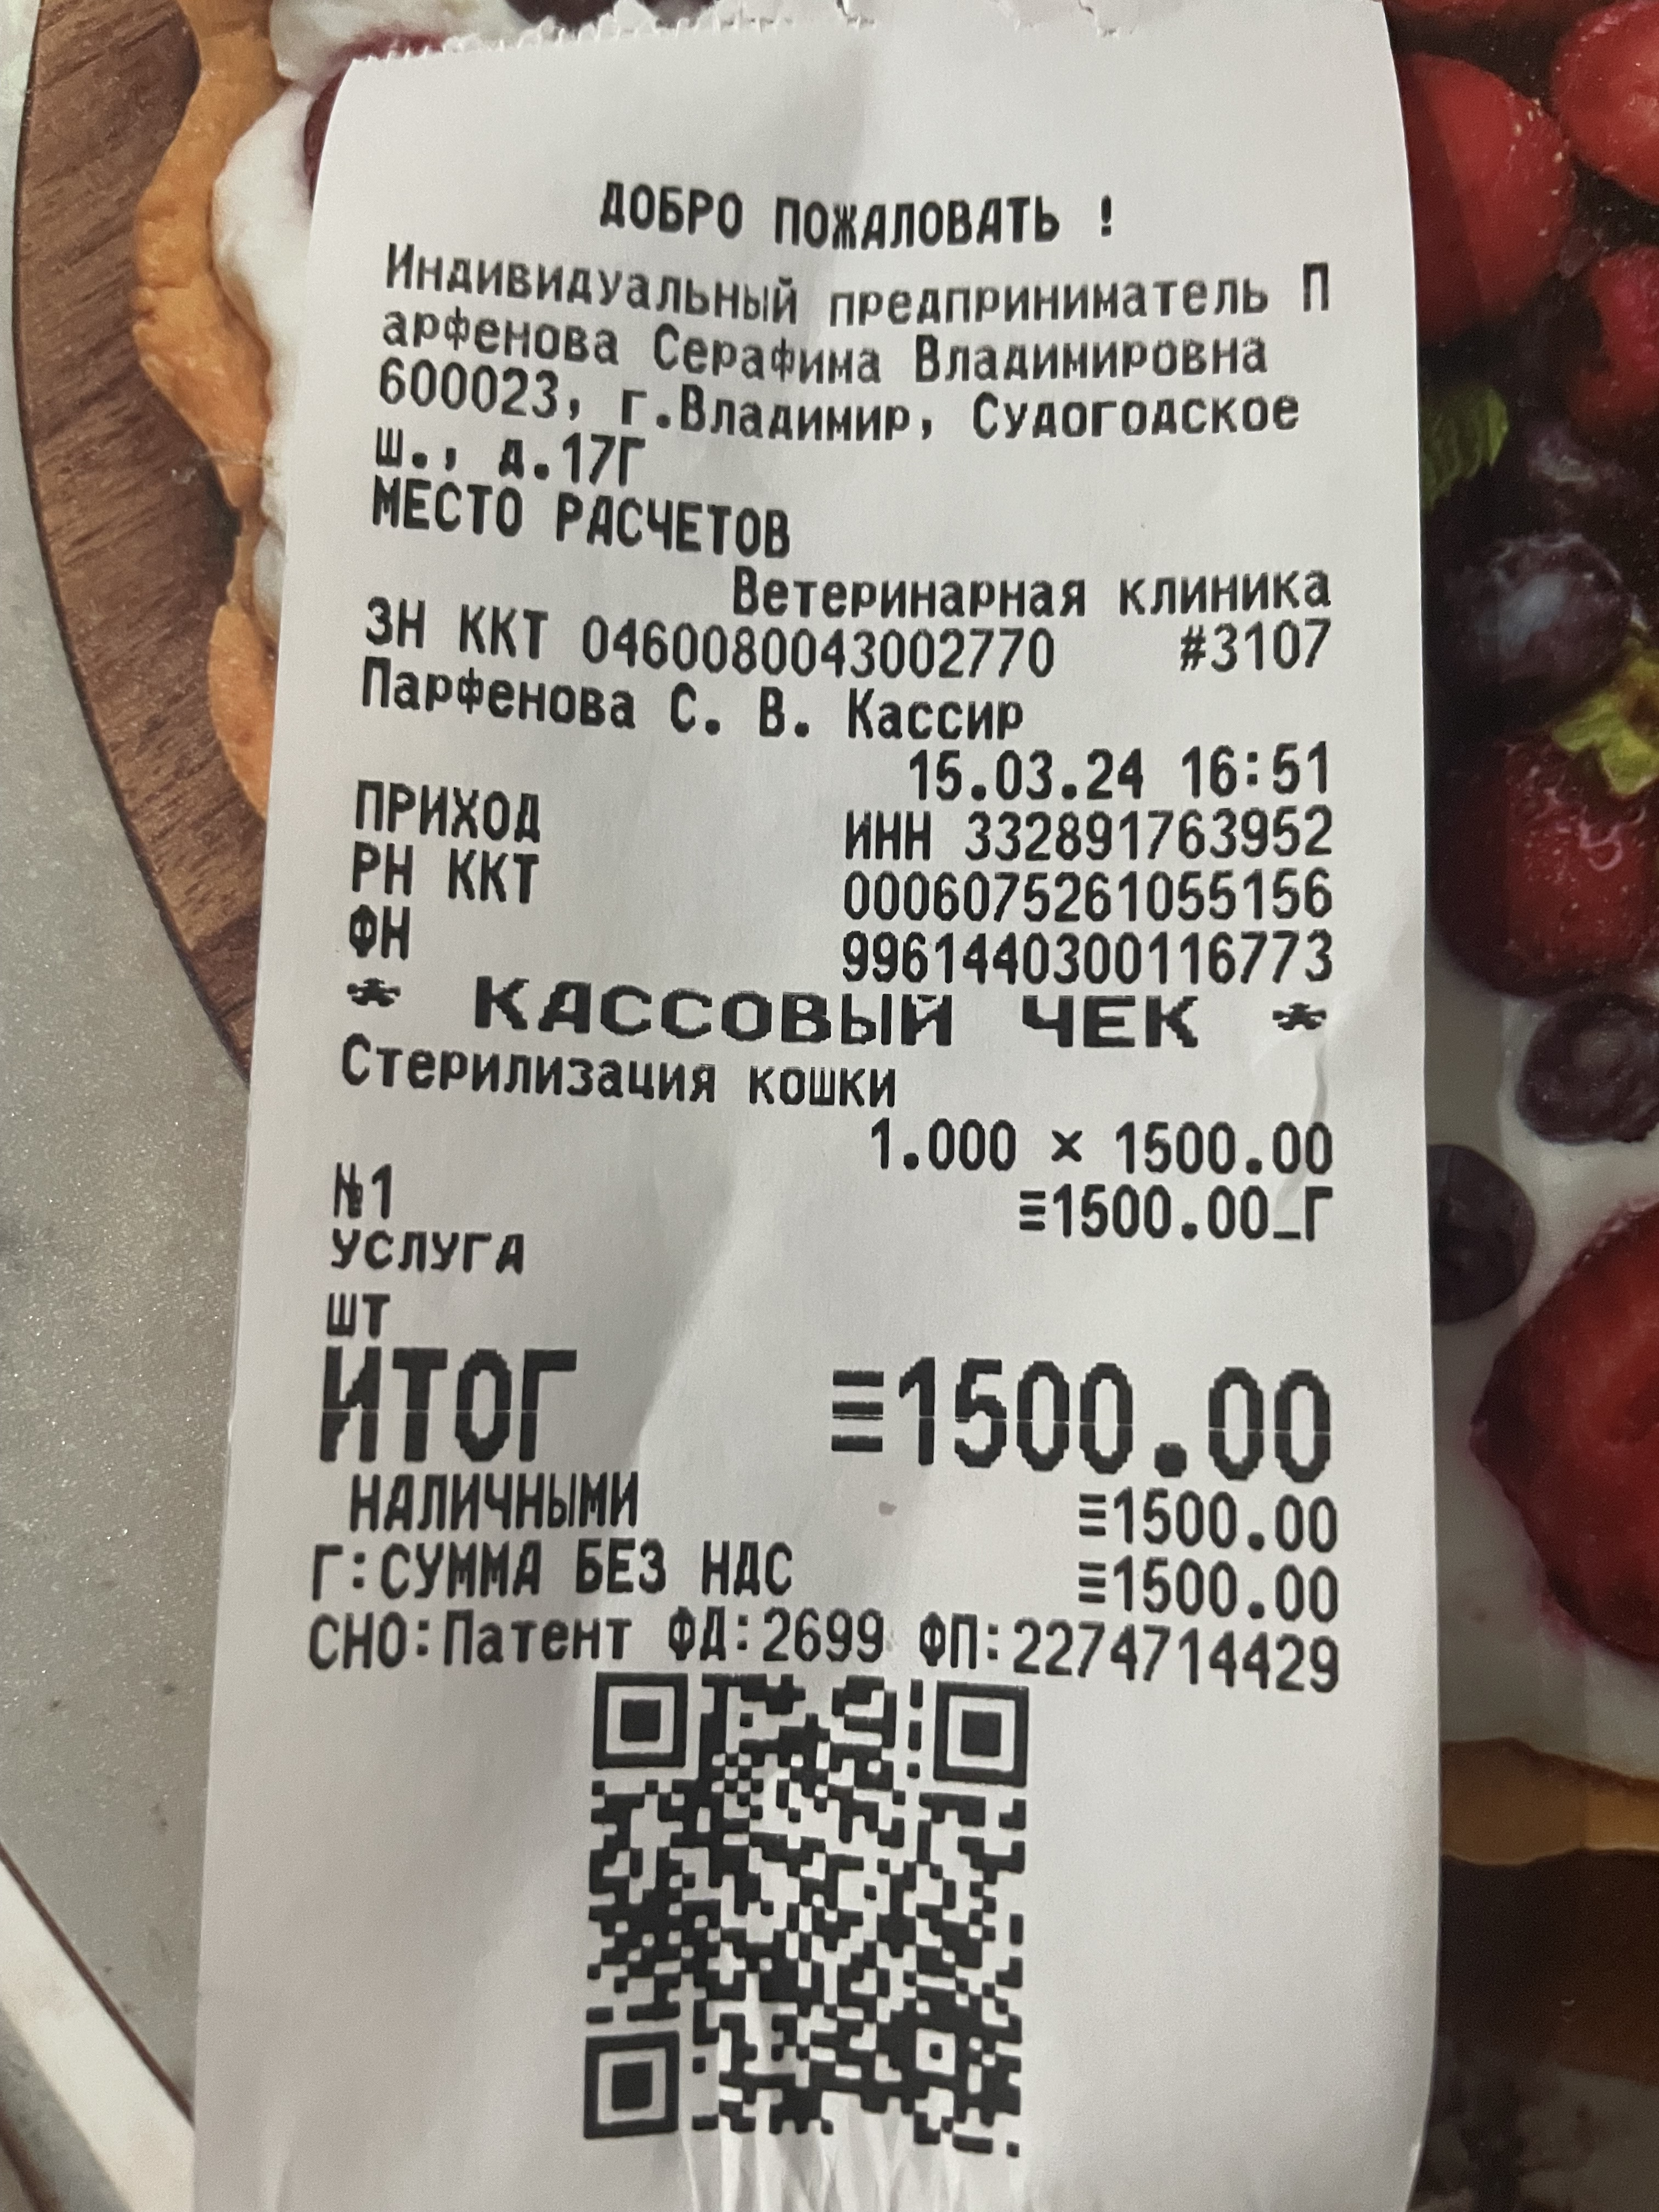 ДОБРО ПОЖАЛОВАТЬ !
Индивидуальный предприниматель П
арфенова Серафима Владимировна
600023, г.Владимир, Судогодское
ш., д.17Г
МЕСТО РАСЧЕТОВ
Ветеринарная клиника
ЗН ККТ 0460080043002770 #3107
Парфенова С. В. Кассир
15.03.24 16:51
ПРИХОД ИНН 332891763952
РН ККТ 0006075261055156
ФН 9961440300116773
* КАССОВЫЙ ЧЕК *
Стерилизация кошки
1.000 × 1500.00
№1 ≡1500.00_Г
УСЛУГА
шт
ИТОГ ≡1500.00
НАЛИЧНЫМИ ≡1500.00
Г:СУММА БЕЗ НДС ≡1500.00
СНО:Патент ФД:2699 ФП:2274714429